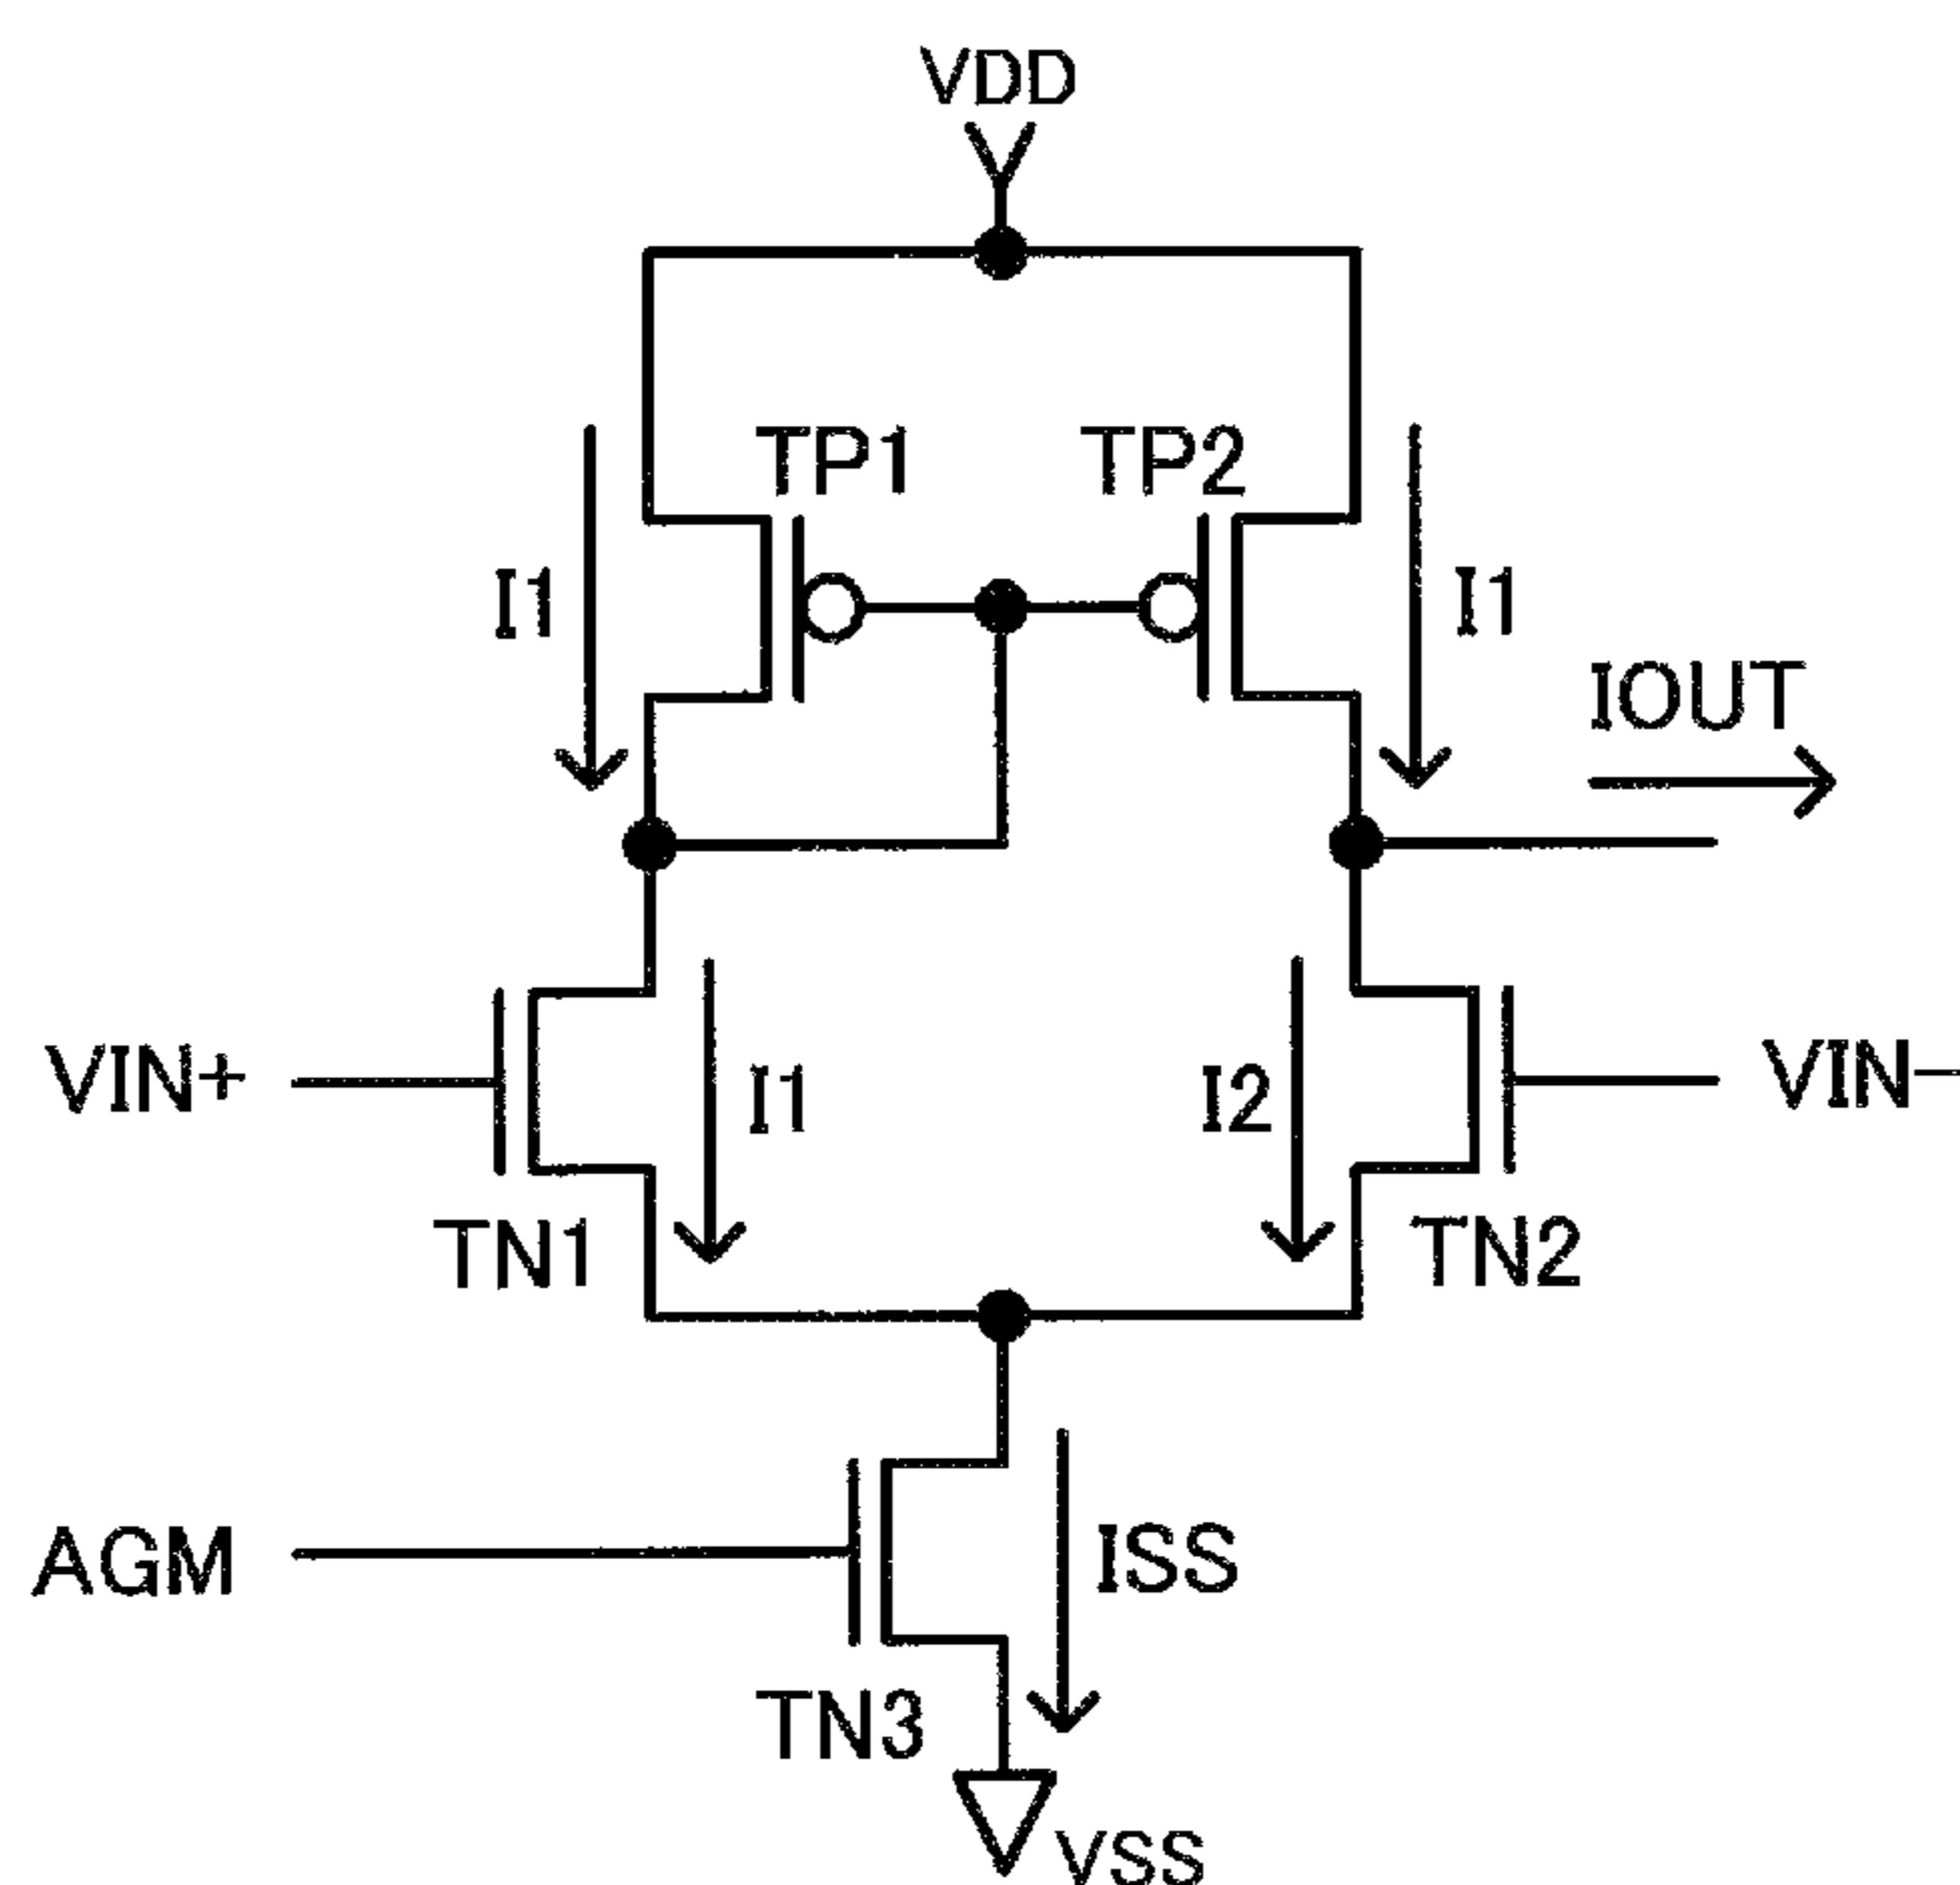 VDD
TP1
TP2
I1
I1
IOUT
VIN+
I1
I2
VIN-
TN1
TN2
AGM
ISS
TN3
VSS